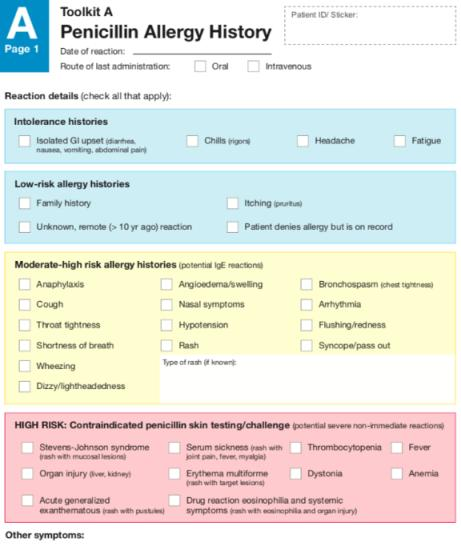 A
Page 1
Toolkit A
Penicillin Allergy History
Patient ID/ Sticker:
Date of reaction:
Route of last administration: Oral Intravenous
Reaction details (check all that apply):
Intolerance histories
Isolated GI upset (diarrhea, nausea, vomiting, abdominal pain) Chills (rigors) Headache Fatigue
Low-risk allergy histories
Family history Itching (pruritus)
Unknown, remote (> 10 yr ago) reaction Patient denies allergy but is on record
Moderate-high risk allergy histories (potential IgE reactions)
Anaphylaxis Angioedema/swelling Bronchospasm (chest tightness)
Cough Nasal symptoms Arrhythmia
Throat tightness Hypotension Flushing/redness
Shortness of breath Rash Syncope/pass out
Wheezing Type of rash (if known):
Dizzy/lightheadedness
HIGH RISK: Contraindicated penicillin skin testing/challenge (potential severe non-immediate reactions)
Stevens-Johnson syndrome (rash with mucosal lesions) Serum sickness (rash with joint pain, fever, myalgia) Thrombocytopenia Fever
Organ injury (liver, kidney) Erythema multiforme (rash with target lesions) Dystonia Anemia
Acute generalized exanthematous (rash with pustules) Drug reaction eosinophilia and systemic symptoms (rash with eosinophilia and organ injury)
Other symptoms: